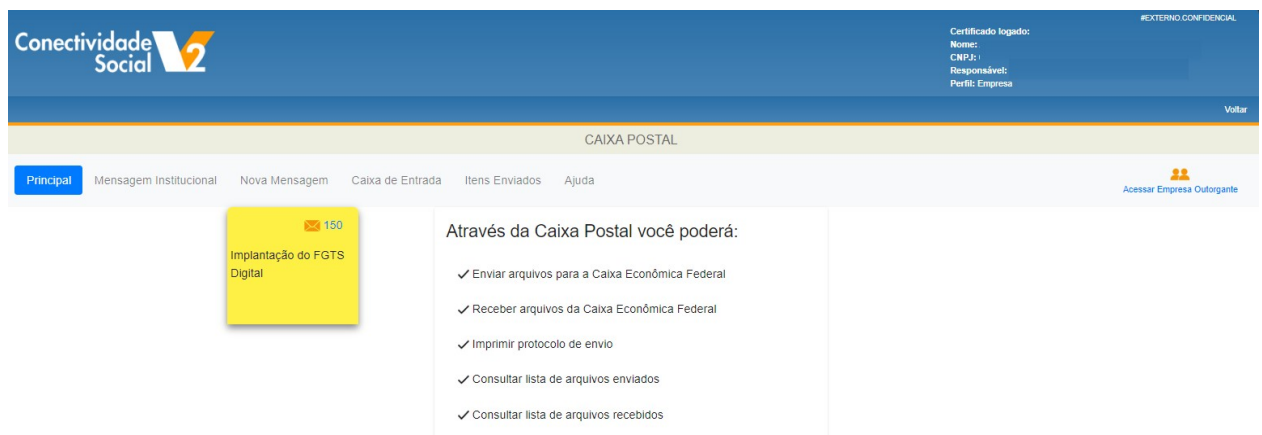 #EXTERNO.CONFIDENCIAL
Conectividade
Social V2
Certificado logado:
Nome:
CNPJ:
Responsável:
Perfil: Empresa
Voltar
CAIXA POSTAL
Principal Mensagem Institucional Nova Mensagem Caixa de Entrada Itens Enviados Ajuda
Acessar Empresa Outorgante
150
Implantação do FGTS
Digital
Através da Caixa Postal você poderá:
✓ Enviar arquivos para a Caixa Econômica Federal
✓ Receber arquivos da Caixa Econômica Federal
✓ Imprimir protocolo de envio
✓ Consultar lista de arquivos enviados
✓ Consultar lista de arquivos recebidos